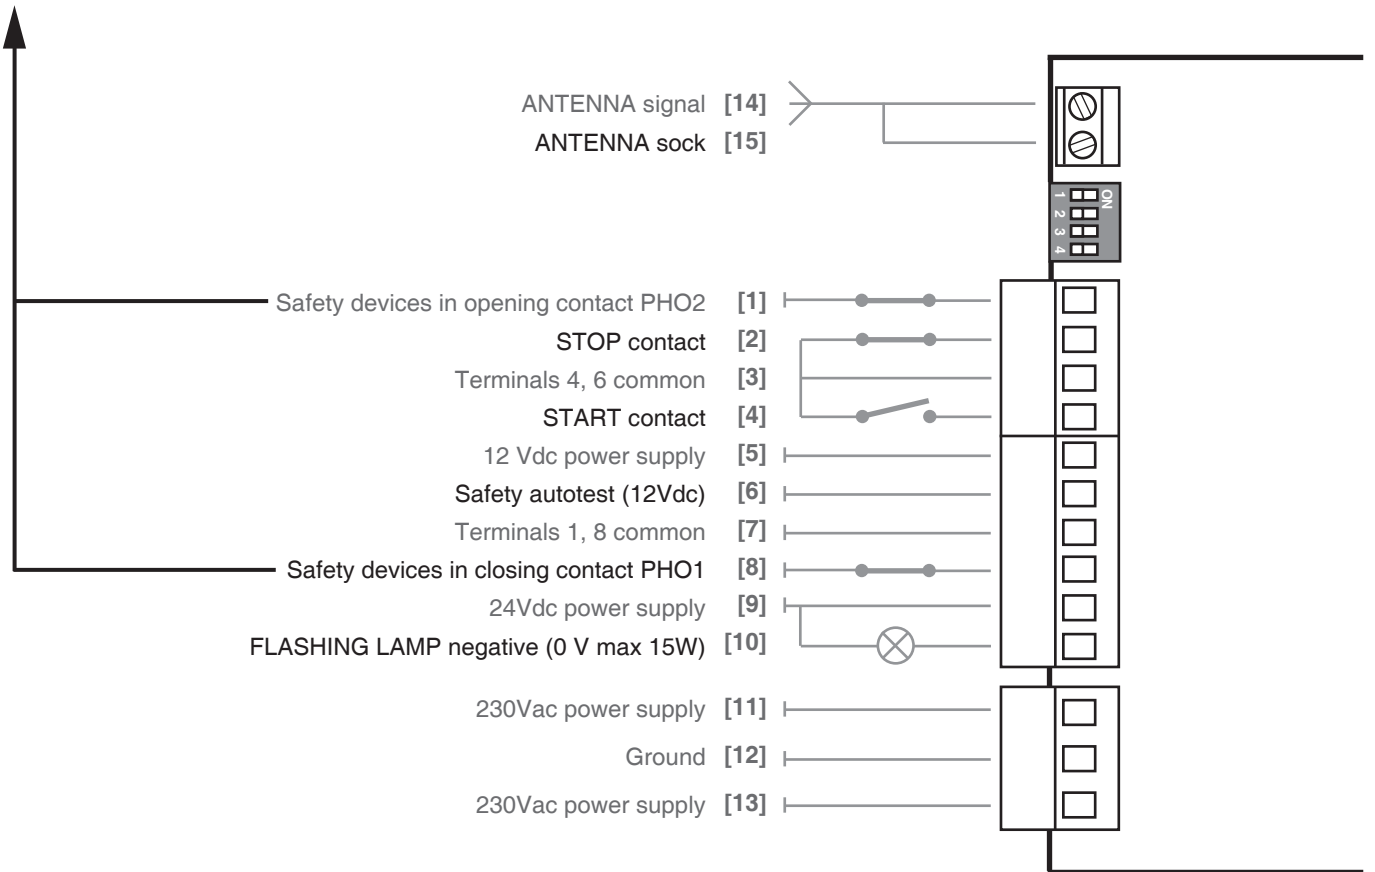 ANTENNA signal [14]
ANTENNA sock [15]
ON
1
2
3
4
Safety devices in opening contact PHO2 [1]
STOP contact [2]
Terminals 4, 6 common [3]
START contact [4]
12 Vdc power supply [5]
Safety autotest (12Vdc) [6]
Terminals 1, 8 common [7]
Safety devices in closing contact PHO1 [8]
24Vdc power supply [9]
FLASHING LAMP negative (0 V max 15W) [10]
230Vac power supply [11]
Ground [12]
230Vac power supply [13]